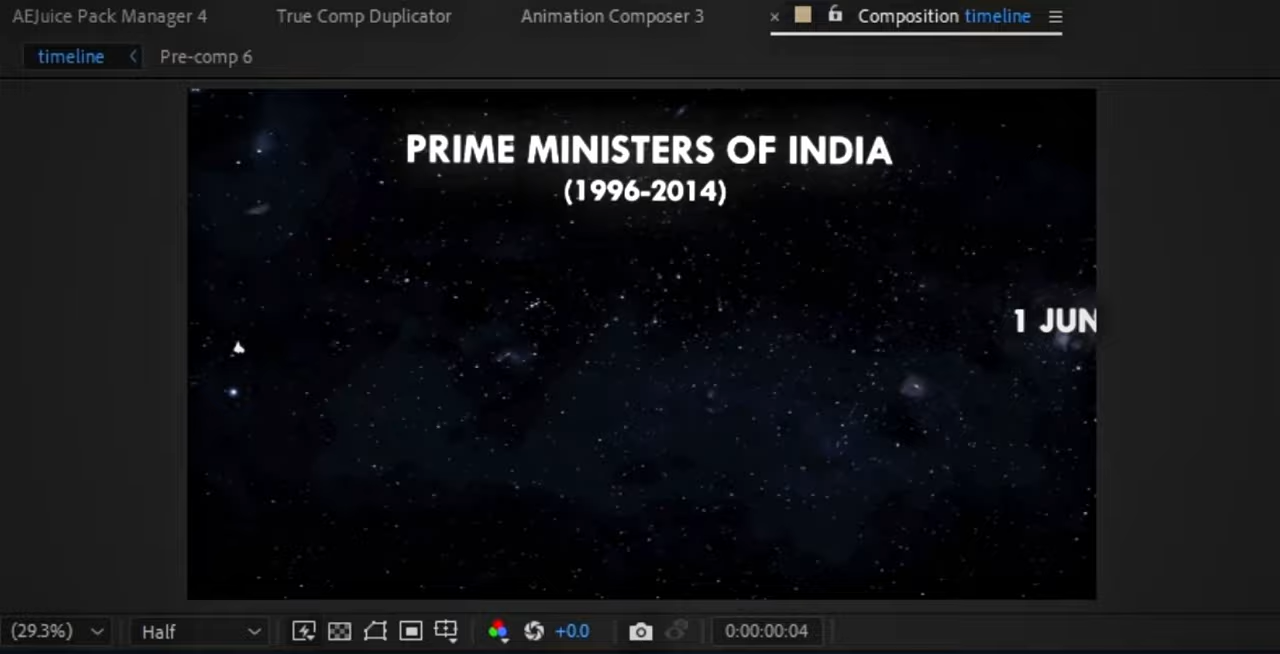 AEJuice Pack Manager 4 True Comp Duplicator Animation Composer 3 × Composition timeline
timeline Pre-comp 6
PRIME MINISTERS OF INDIA
(1996-2014)
1 JUN
(29.3%) Half +0.0 0:00:00:04